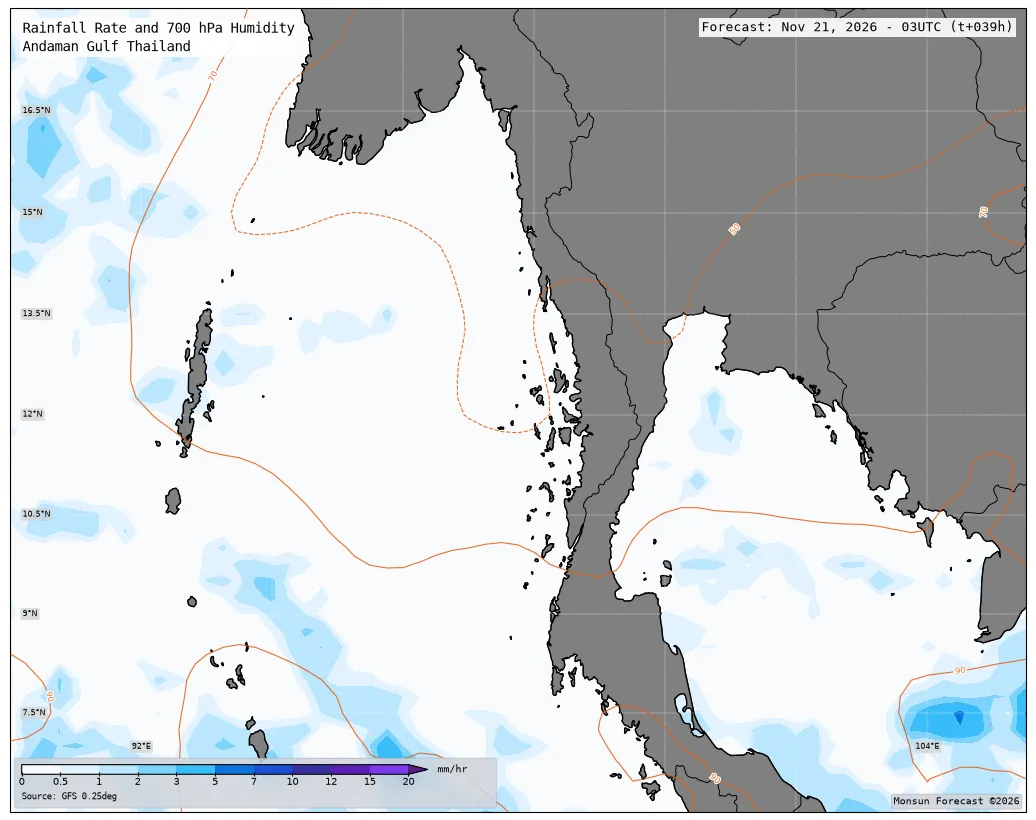 Rainfall Rate and 700 hPa Humidity
Andaman Gulf Thailand
Forecast: Nov 21, 2026 - 03UTC (t+039h)
70
16.5°N
15°N
70
50
13.5°N
12°N
10.5°N
9°N
90
90
7.5°N
92°E
104°E
90
mm/hr
0 0.5 1 2 3 5 7 10 15 20
Source: GFS 0.25deg
Monsun Forecast ©2026